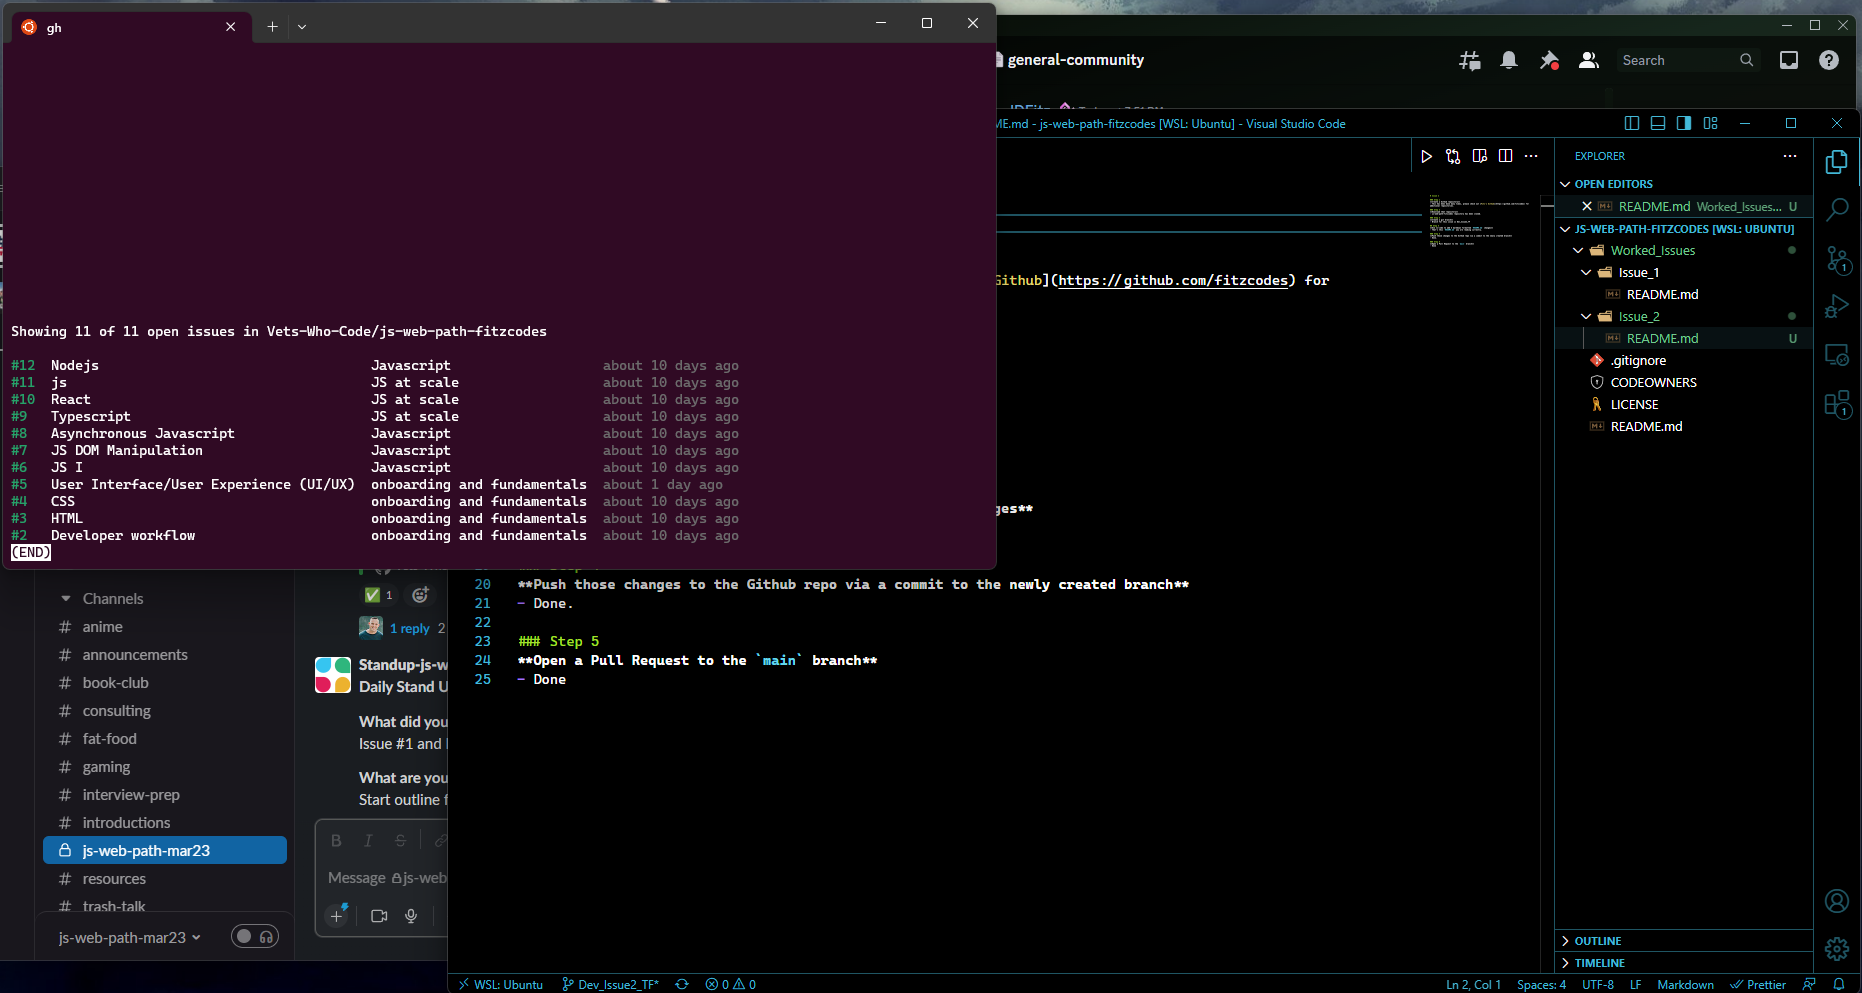 gh
general-community
Search
ME.md - js-web-path-fitzcodes [WSL: Ubuntu] - Visual Studio Code
Showing 11 of 11 open issues in Vets-Who-Code/js-web-path-fitzcodes
#12 Nodejs Javascript about 10 days ago
#11 js JS at scale about 10 days ago
#10 React JS at scale about 10 days ago
#9 Typescript JS at scale about 10 days ago
#8 Asynchronous Javascript Javascript about 10 days ago
#7 JS DOM Manipulation Javascript about 10 days ago
#6 JS I Javascript about 10 days ago
#5 User Interface/User Experience (UI/UX) onboarding and fundamentals about 1 day ago
#4 CSS onboarding and fundamentals about 10 days ago
#3 HTML onboarding and fundamentals about 10 days ago
#2 Developer workflow onboarding and fundamentals about 10 days ago
(END)
Github](https://github.com/fitzcodes) for
ges**
20 **Push those changes to the Github repo via a commit to the newly created branch**
21 - Done.
22
23 ### Step 5
24 **Open a Pull Request to the `main` branch**
25 - Done
EXPLORER
OPEN EDITORS
README.md Worked_Issues... U
JS-WEB-PATH-FITZCODES [WSL: UBUNTU]
Worked_Issues
Issue_1
README.md
Issue_2
README.md U
.gitignore
CODEOWNERS
LICENSE
README.md
OUTLINE
TIMELINE
1
1
Channels
# anime
# announcements
# book-club
# consulting
# fat-food
# gaming
# interview-prep
# introductions
js-web-path-mar23
# resources
# trash-talk
js-web-path-mar23
1
1 reply 2
Standup-js-w
Daily Stand U
What did you
Issue #1 and
What are you
Start outline f
B I S
Message js-web
WSL: Ubuntu Dev_Issue2_TF* 0 0
Ln 2, Col 1 Spaces: 4 UTF-8 LF Markdown Prettier